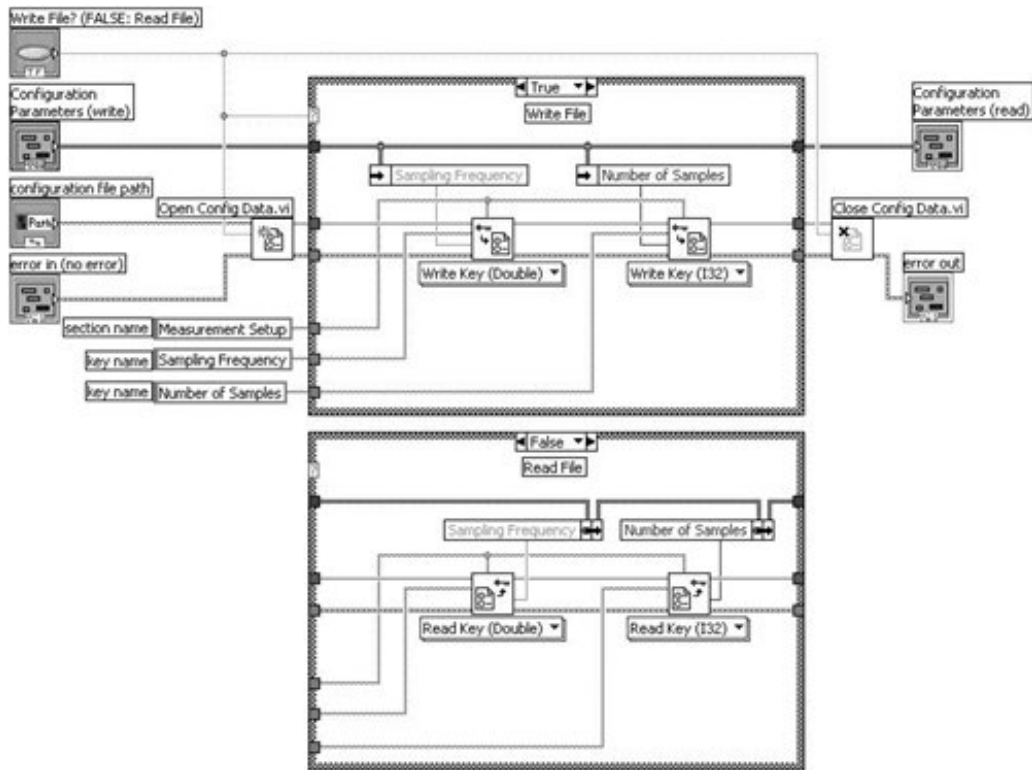 Write File? (FALSE: Read File)
TF
Configuration
Parameters (write)
configuration file path
Path
error in (no error)
Open Config Data.vi
section name
Measurement Setup
key name
Sampling Frequency
key name
Number of Samples
True
Write File
Sampling Frequency
Number of Samples
Write Key (Double)
Write Key (I32)
Configuration
Parameters (read)
Close Config Data.vi
error out
False
Read File
Sampling Frequency
Number of Samples
Read Key (Double)
Read Key (I32)